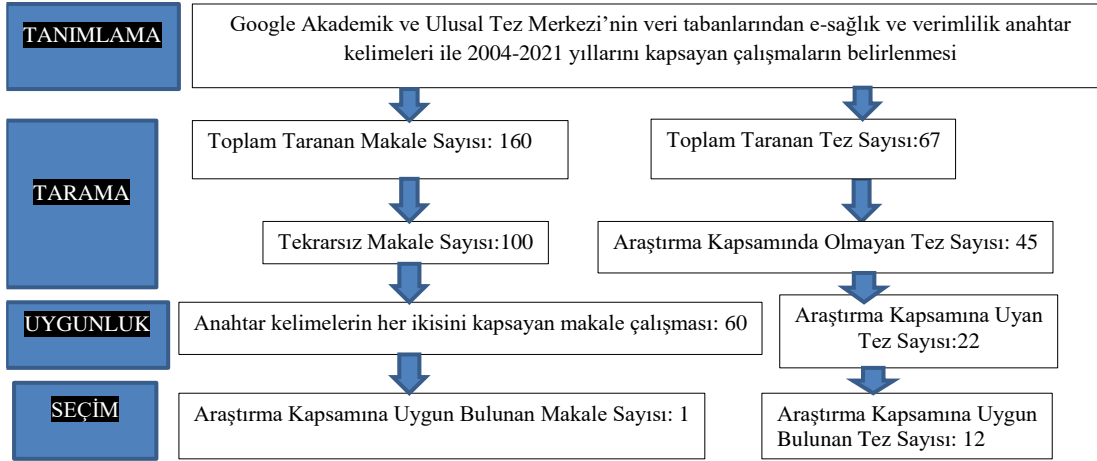 TANIMLAMA
Google Akademik ve Ulusal Tez Merkezi'nin veri tabanlarından e-sağlık ve verimlilik anahtar
kelimeleri ile 2004-2021 yıllarını kapsayan çalışmaların belirlenmesi
TARAMA
Toplam Taranan Makale Sayısı: 160
Toplam Taranan Tez Sayısı:67
Tekrarsız Makale Sayısı:100
Araştırma Kapsamında Olmayan Tez Sayısı: 45
UYGUNLUK
Anahtar kelimelerin her ikisini kapsayan makale çalışması: 60
Araştırma Kapsamına Uyan
Tez Sayısı:22
SEÇİM
Araştırma Kapsamına Uygun Bulunan Makale Sayısı: 1
Araştırma Kapsamına Uygun
Bulunan Tez Sayısı: 12